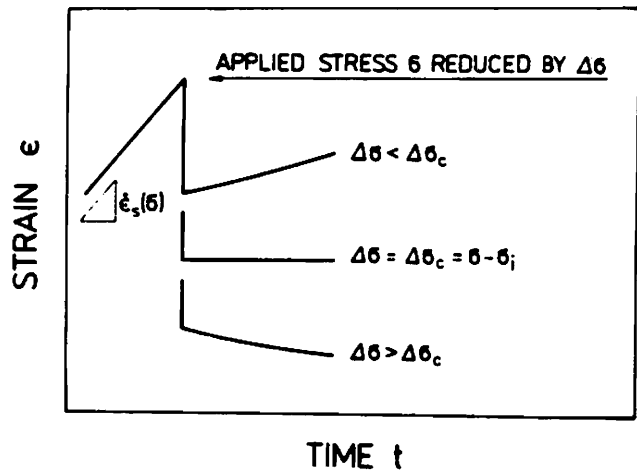 APPLIED STRESS σ REDUCED BY Δσ
Δσ < Δσc
ε̇s(σ)
Δσ = Δσc = σ - σi
Δσ > Δσc
STRAIN ϵ
TIME t